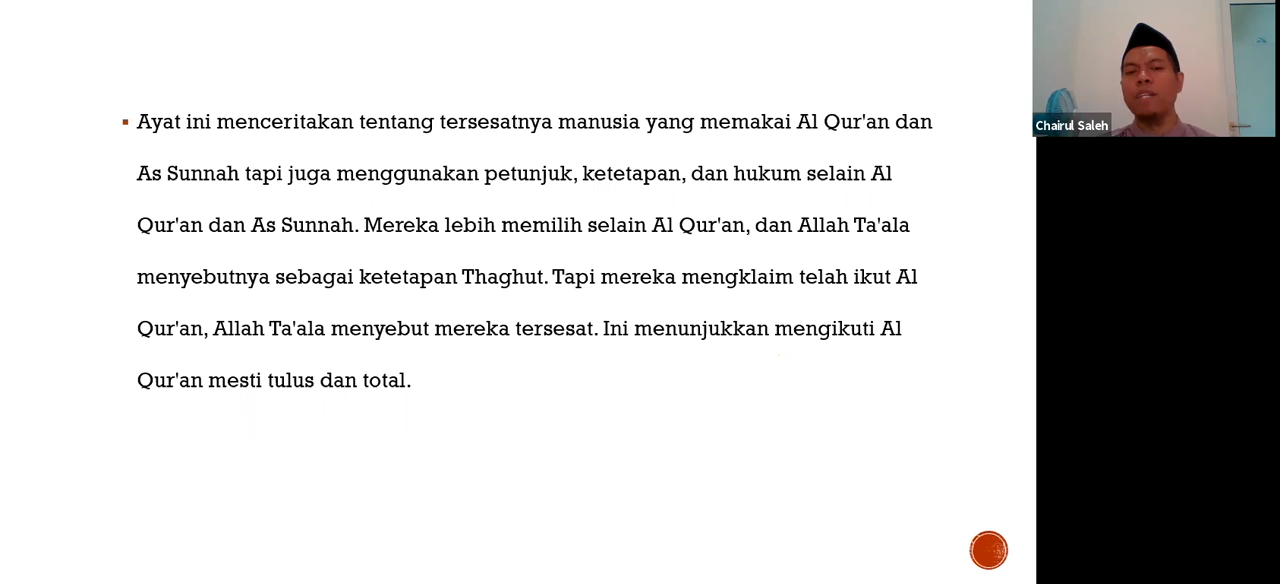 Ayat ini menceritakan tentang tersesatnya manusia yang memakai Al Qur'an dan
As Sunnah tapi juga menggunakan petunjuk, ketetapan, dan hukum selain Al
Qur'an dan As Sunnah. Mereka lebih memilih selain Al Qur'an, dan Allah Ta'ala
menyebutnya sebagai ketetapan Thaghut. Tapi mereka mengklaim telah ikut Al
Qur'an, Allah Ta'ala menyebut mereka tersesat. Ini menunjukkan mengikuti Al
Qur'an mesti tulus dan total.
Chairul Saleh